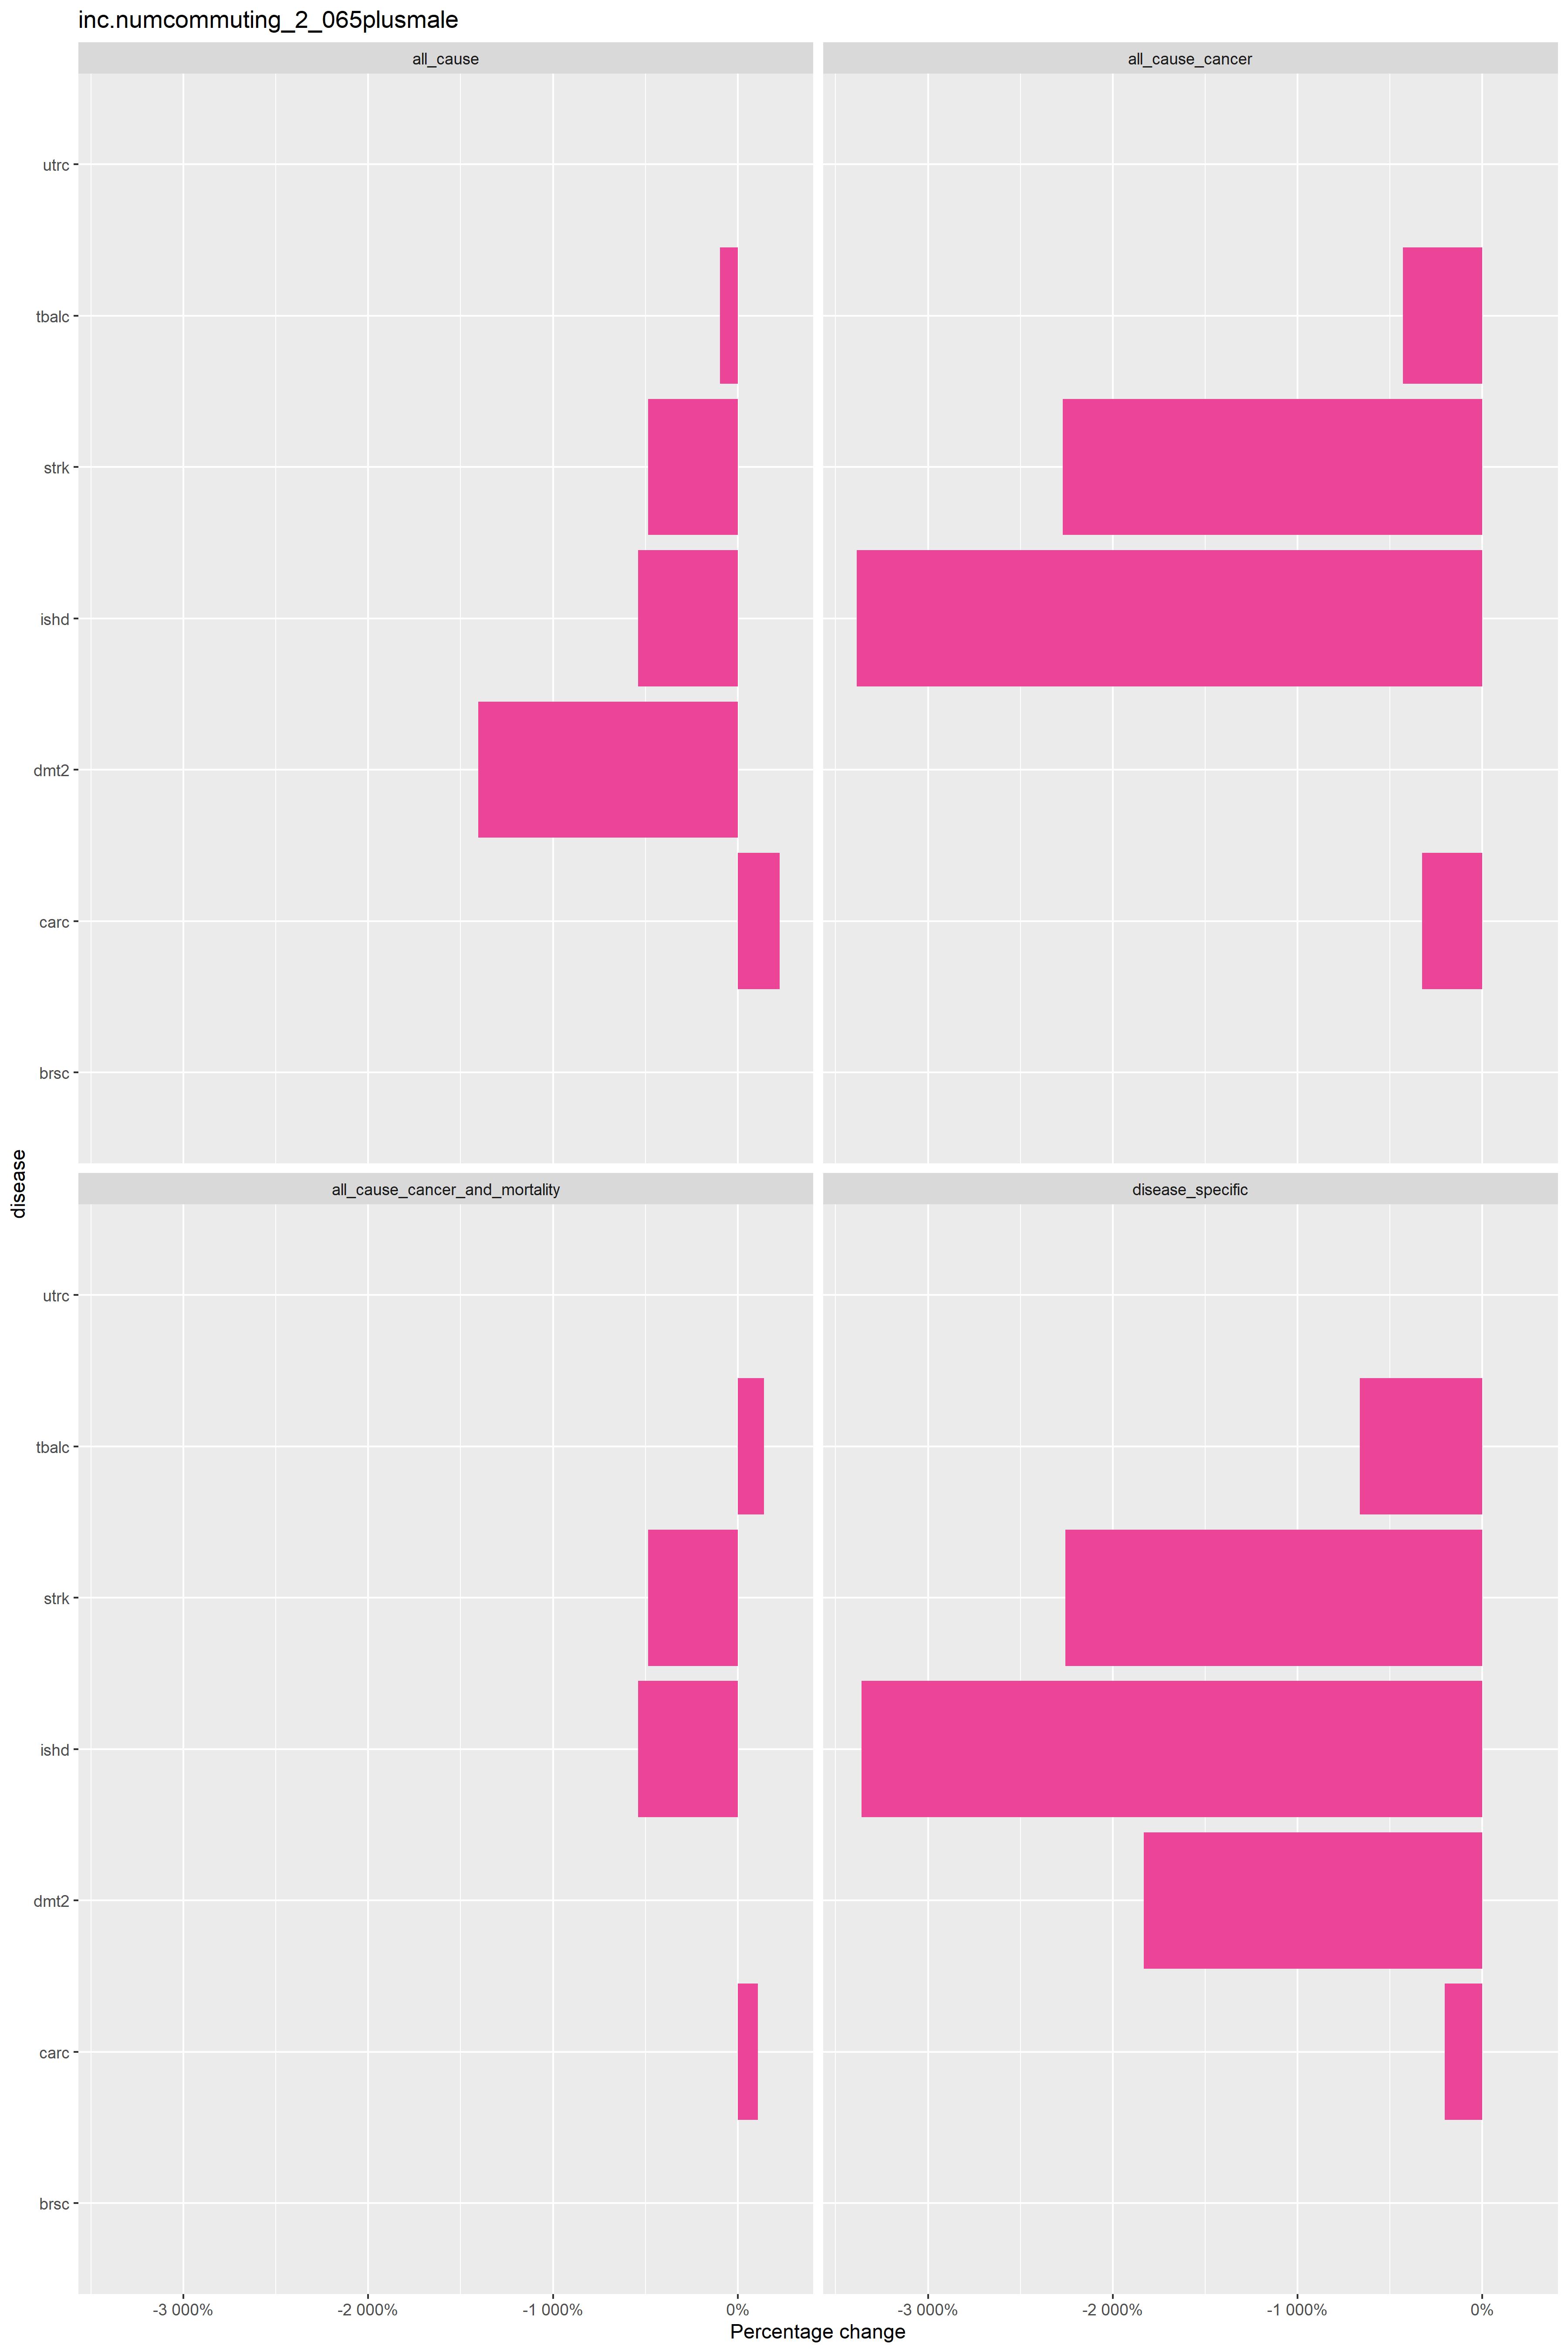 inc.numcommuting_2_065plusmale
all_cause
all_cause_cancer
utrc
tbalc
strk
ishd
dmt2
carc
brsc
disease
all_cause_cancer_and_mortality
disease_specific
utrc
tbalc
strk
ishd
dmt2
carc
brsc
-3 000%
-2 000%
-1 000%
0%
-3 000%
-2 000%
-1 000%
0%
Percentage change